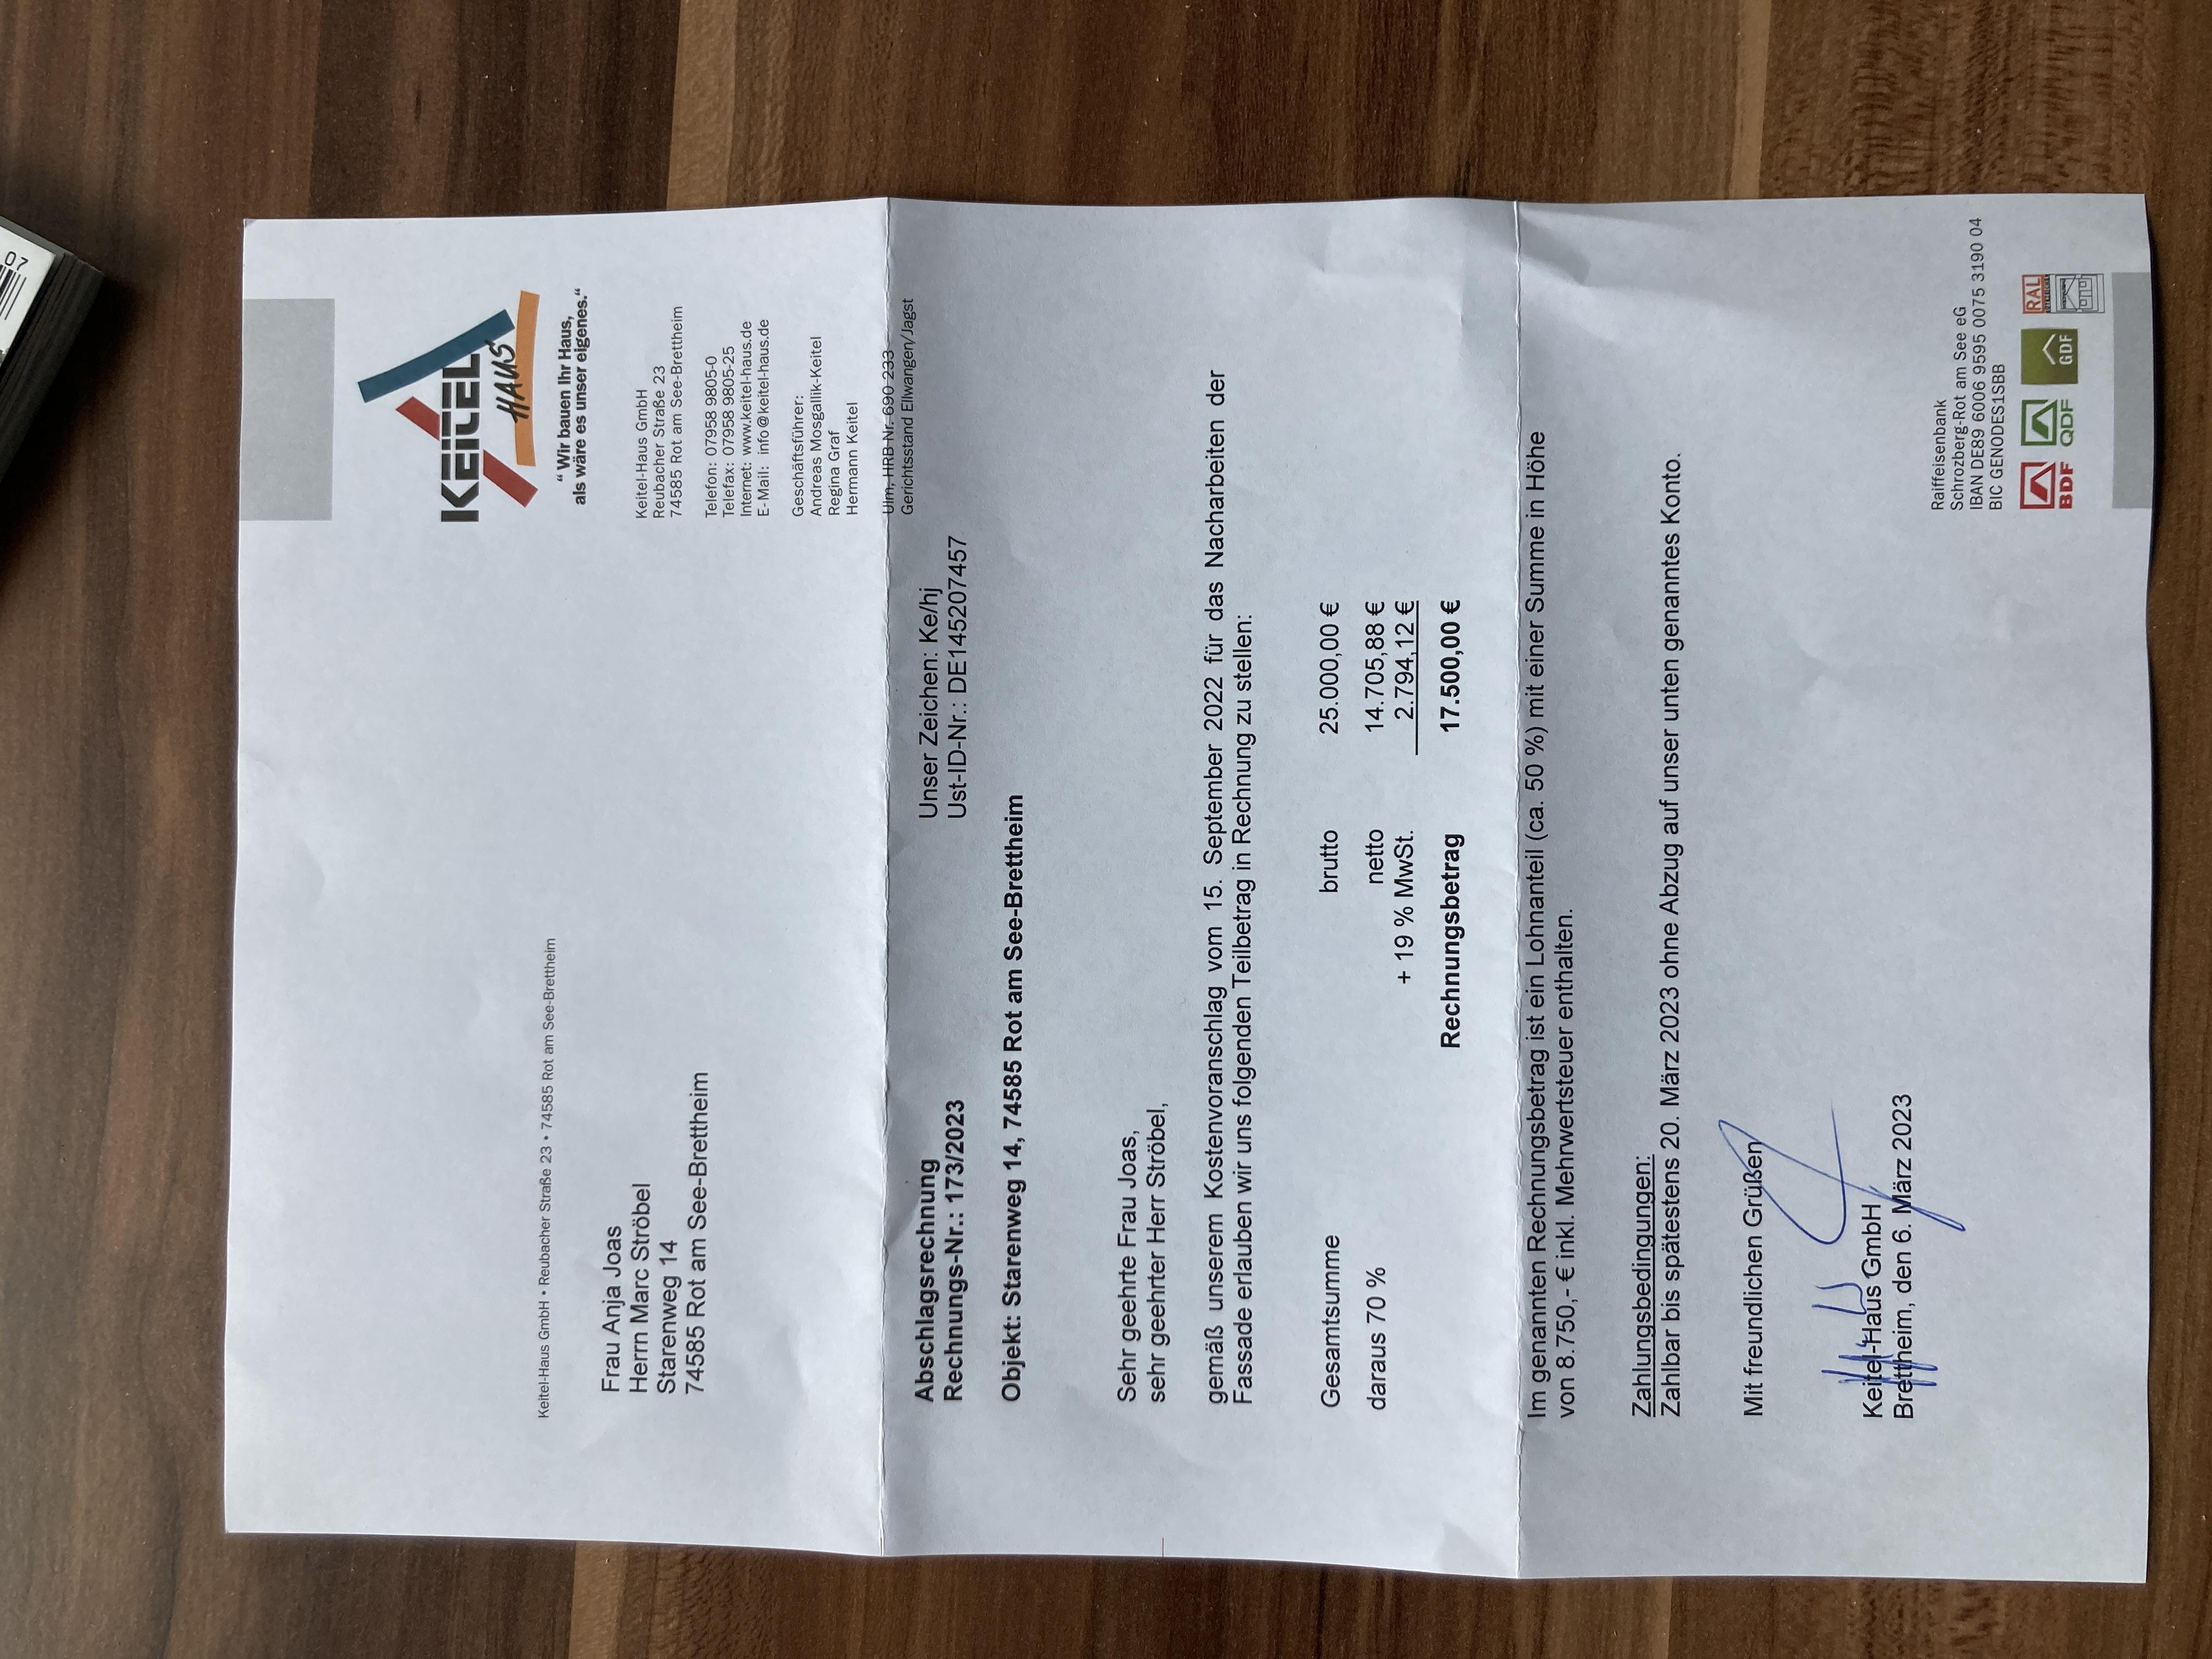 07
KEITEL
HAUS
“ Wir bauen Ihr Haus,
als wäre es unser eigenes.“
Keitel-Haus GmbH • Reubacher Straße 23 • 74585 Rot am See-Brettheim
Frau Anja Joas
Herrn Marc Ströbel
Starenweg 14
74585 Rot am See-Brettheim
Keitel-Haus GmbH
Reubacher Straße 23
74585 Rot am See-Brettheim
Telefon: 07958 9805-0
Telefax: 07958 9805-25
Internet: www.keitel-haus.de
E-Mail: info@keitel-haus.de
Geschäftsführer:
Andreas Mosgallik-Keitel
Regina Graf
Hermann Keitel
Ulm, HRB Nr. 690 233
Gerichtsstand Ellwangen/Jagst
Abschlagsrechnung
Rechnungs-Nr.: 173/2023
Unser Zeichen: Ke/hj
Ust-ID-Nr.: DE145207457
Objekt: Starenweg 14, 74585 Rot am See-Brettheim
Sehr geehrte Frau Joas,
sehr geehrter Herr Ströbel,
gemäß unserem Kostenvoranschlag vom 15. September 2022 für das Nacharbeiten der
Fassade erlauben wir uns folgenden Teilbetrag in Rechnung zu stellen:
Gesamtsumme brutto 25.000,00 €
daraus 70 % netto 14.705,88 €
+ 19 % MwSt. 2.794,12 €
Rechnungsbetrag 17.500,00 €
Im genannten Rechnungsbetrag ist ein Lohnanteil (ca. 50 %) mit einer Summe in Höhe
von 8.750,- € inkl. Mehrwertsteuer enthalten.
Zahlungsbedingungen:
Zahlbar bis spätestens 20. März 2023 ohne Abzug auf unser unten genanntes Konto.
Mit freundlichen Grüßen
Keitel-Haus GmbH
Brettheim, den 6. März 2023
Raiffeisenbank
Schrozberg-Rot am See eG
IBAN DE89 6006 9595 0075 3190 04
BIC GENODES1SBB
BDF
QDF
GDF
RAL